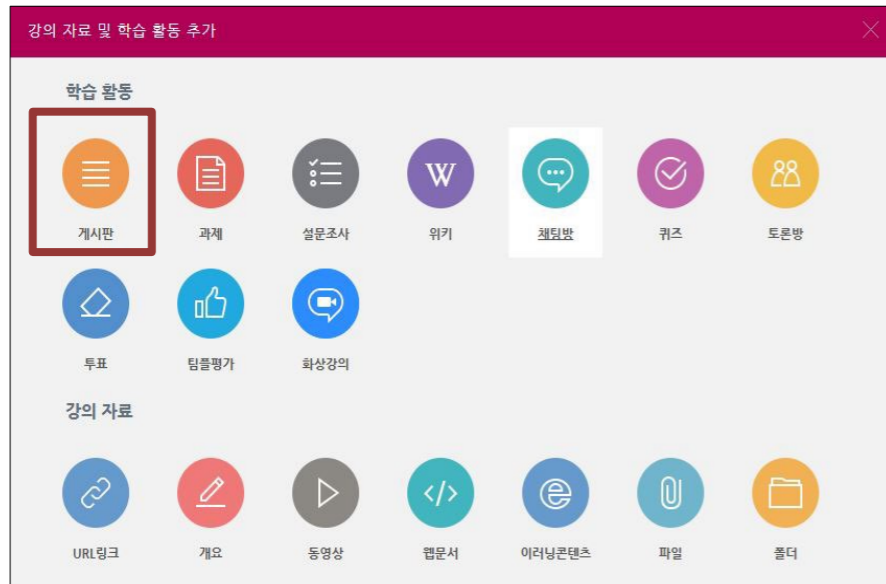 강의 자료 및 학습 활동 추가
학습 활동
게시판 과제 설문조사 위키 채팅방 퀴즈 토론방
투표 팀플평가 화상강의
강의 자료
URL링크 개요 동영상 웹문서 이러닝콘텐츠 파일 폴더